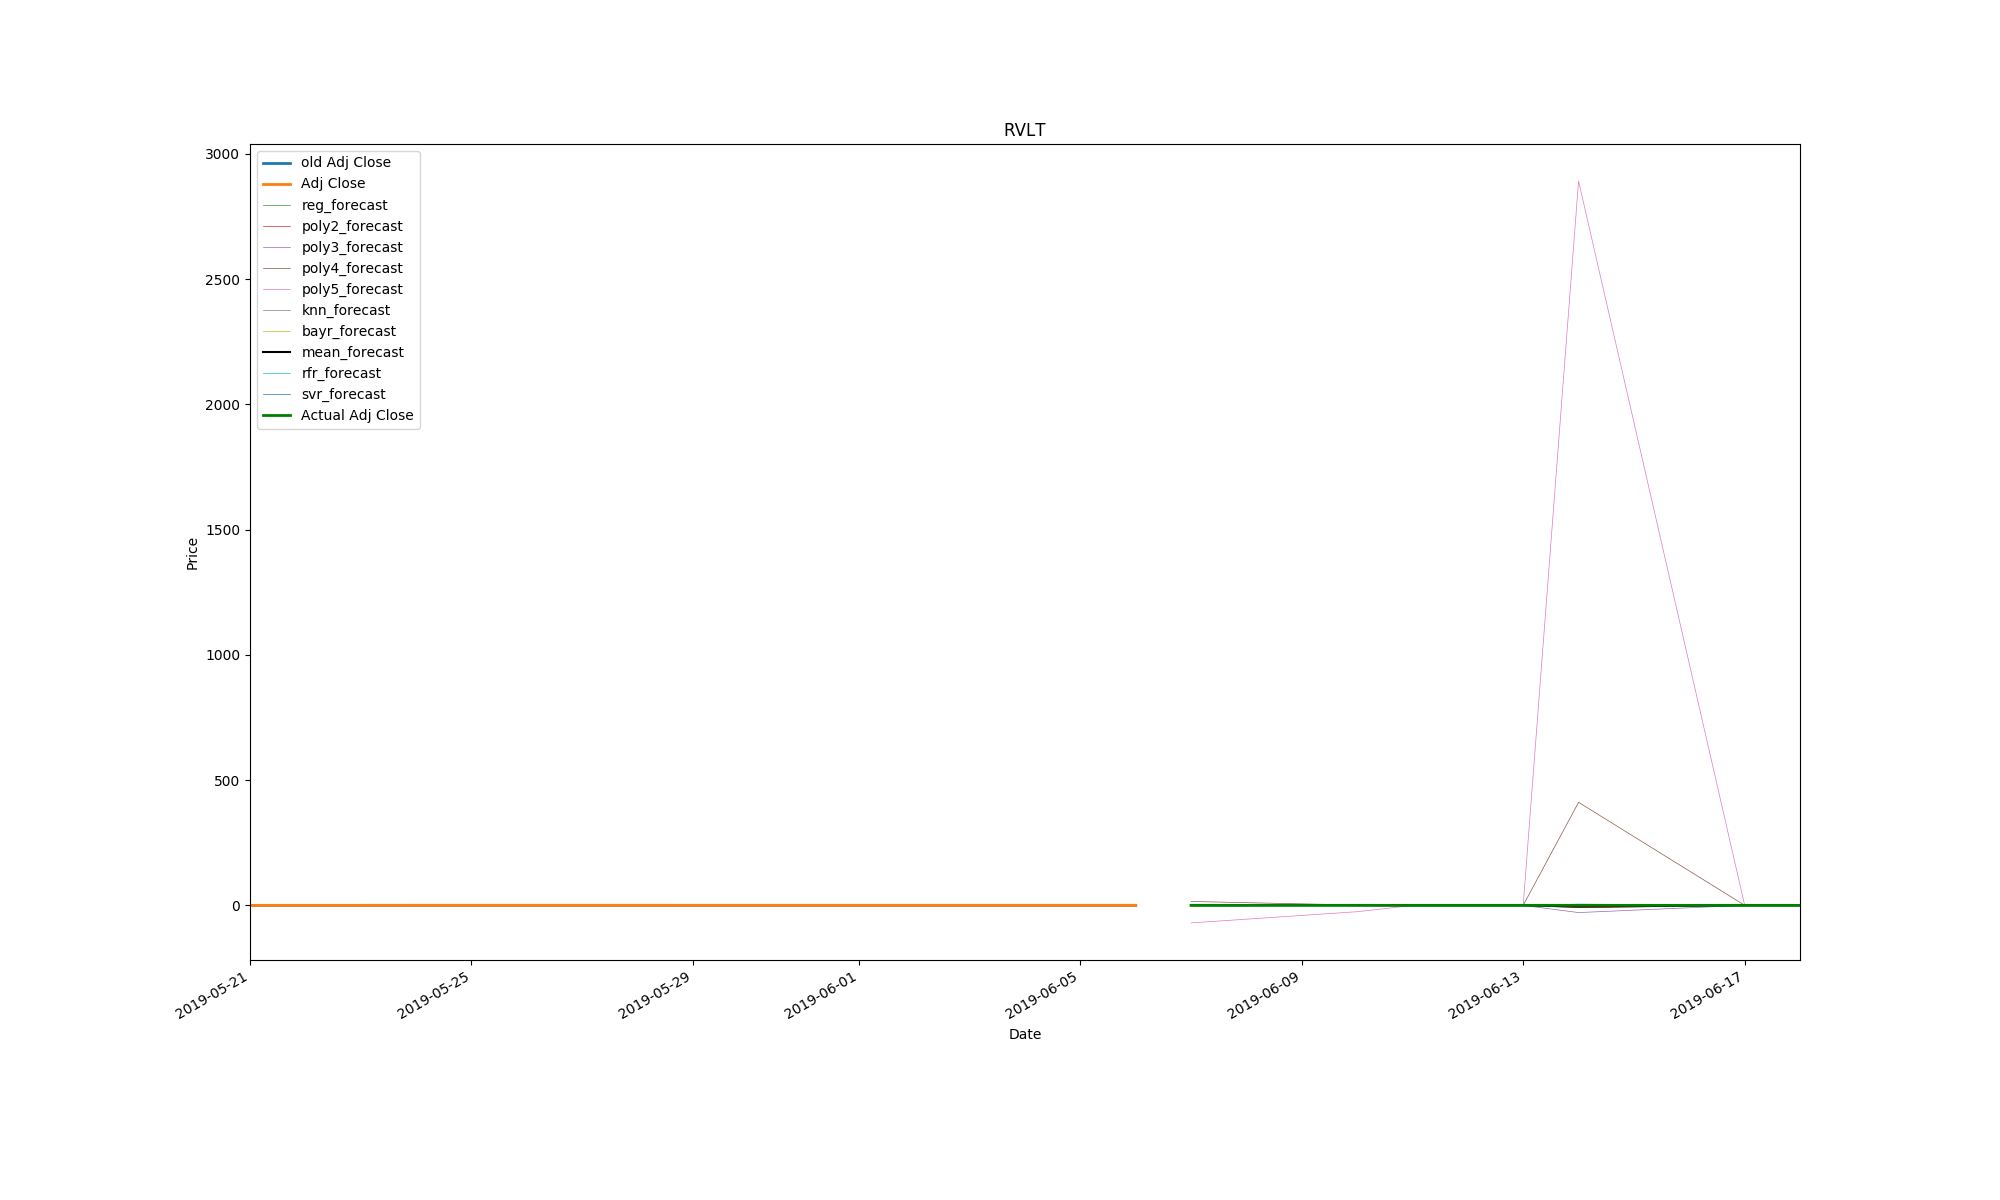 RVLT
3000
2500
2000
1500
1000
500
0
Price
old Adj Close
Adj Close
reg_forecast
poly2_forecast
poly3_forecast
poly4_forecast
poly5_forecast
knn_forecast
bayr_forecast
mean_forecast
rfr_forecast
svr_forecast
Actual Adj Close
2019-05-21
2019-05-25
2019-05-29
2019-06-01
2019-06-05
2019-06-09
2019-06-13
2019-06-17
Date